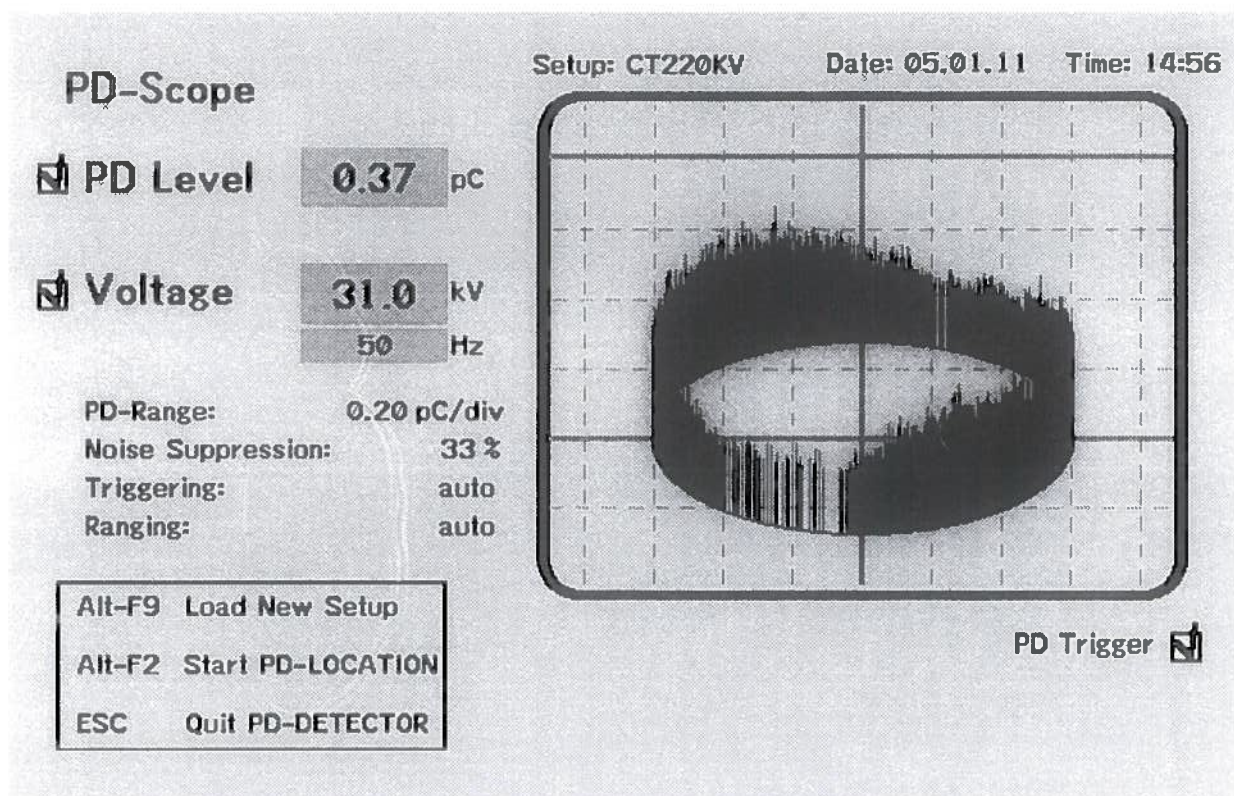 PD-Scope
Setup: CT220KV Date: 05.01.11 Time: 14:56
PD Level 0.37 pC
Voltage 31.0 kV
50 Hz
PD-Range: 0.20 pC/div
Noise Suppression: 33 %
Triggering: auto
Ranging: auto
Alt-F9 Load New Setup
Alt-F2 Start PD-LOCATION
ESC Quit PD-DETECTOR
PD Trigger